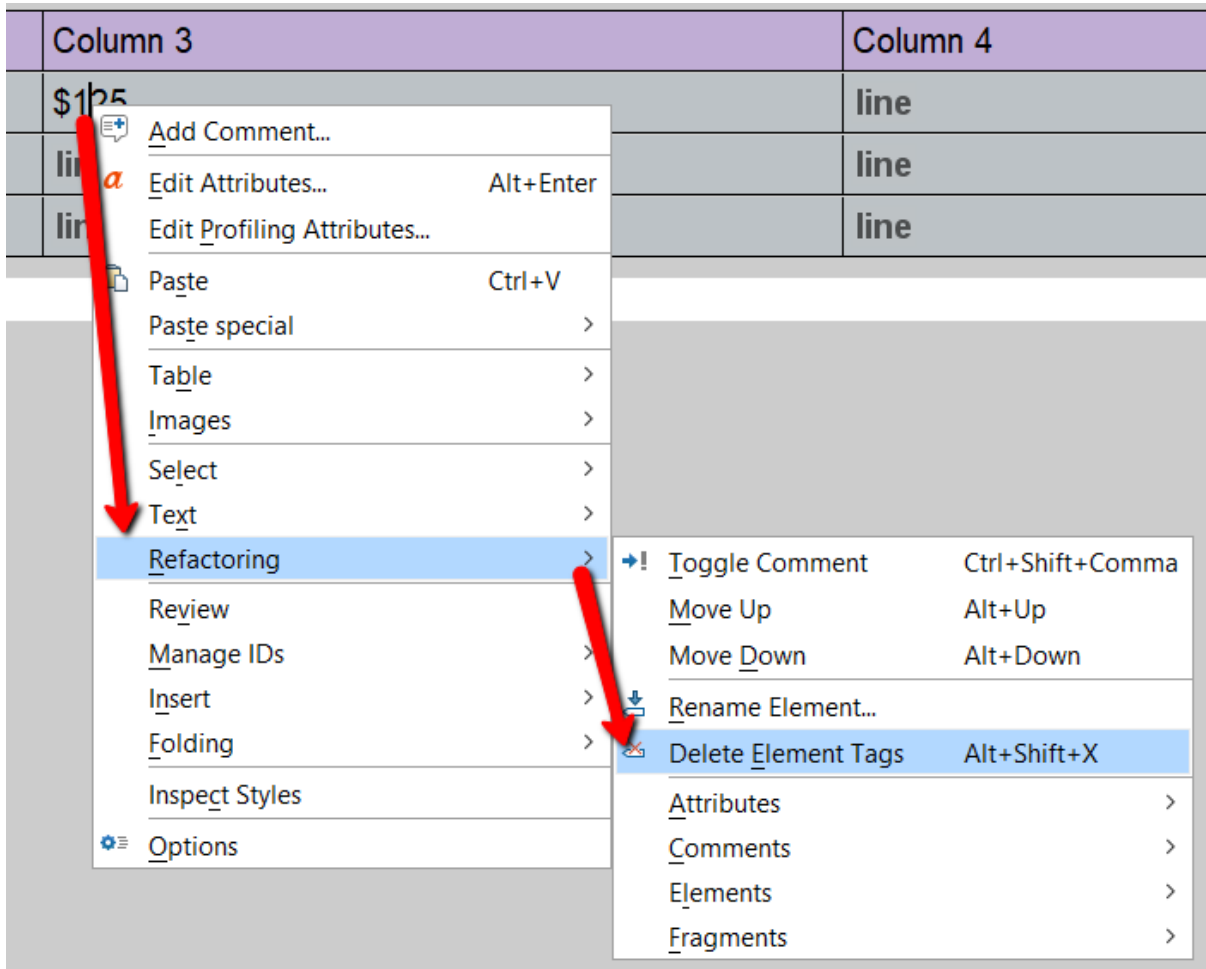 Column 3 Column 4
$125 line
Add Comment...
line
Edit Attributes... Alt+Enter
Edit Profiling Attributes...
line
Paste Ctrl+V
Paste special
Table
Images
Select
Text
Refactoring
Review
Manage IDs
Insert
Folding
Inspect Styles
Options
Toggle Comment Ctrl+Shift+Comma
Move Up Alt+Up
Move Down Alt+Down
Rename Element...
Delete Element Tags Alt+Shift+X
Attributes
Comments
Elements
Fragments